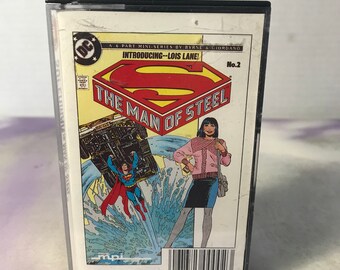 DC
A 6 PART MINI-SERIES BY BYRNE & GIORDANO
INTRODUCING—LOIS LANE!
No.2
S
THE MAN OF STEEL
mpi